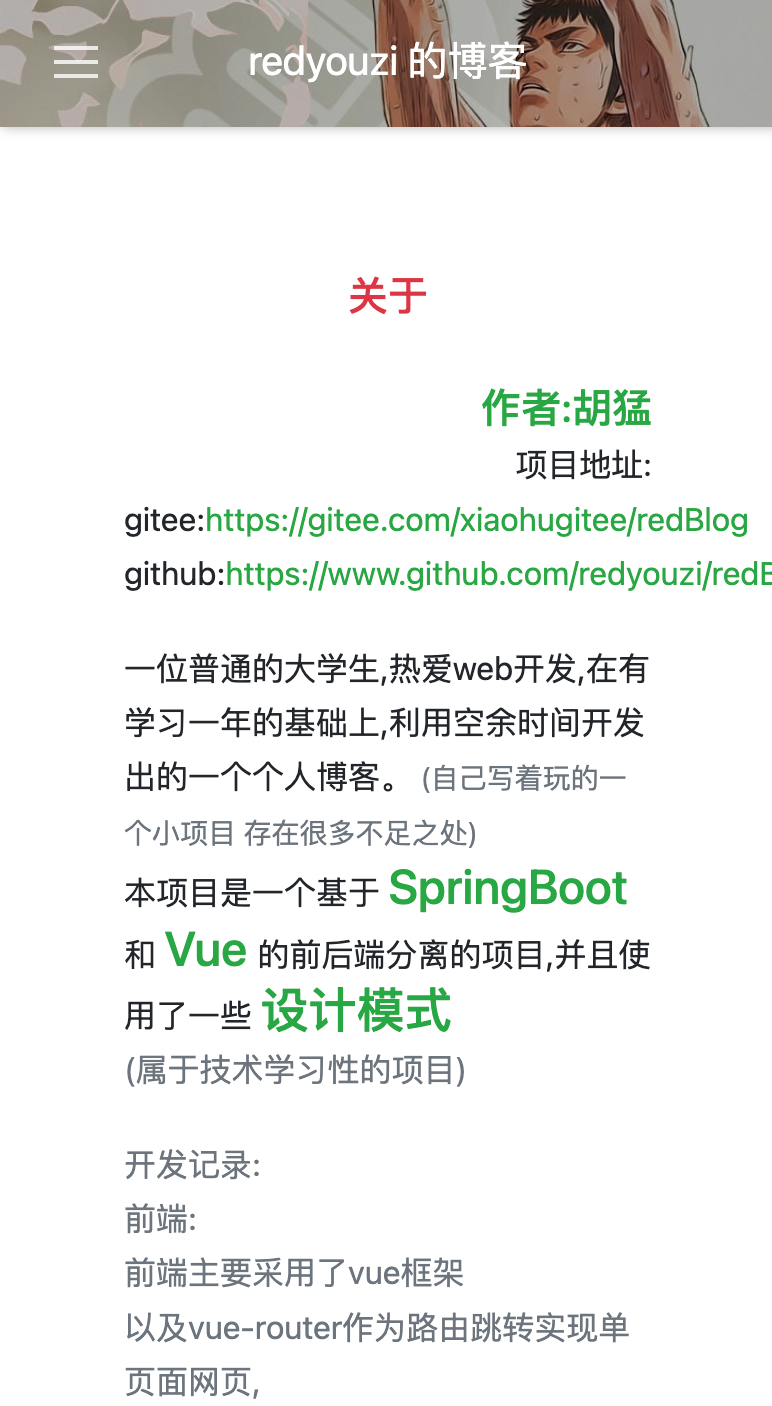 redyouzi 的博客
关于
作者:胡猛
项目地址:
gitee:https://gitee.com/xiaohugitee/redBlog
github:https://www.github.com/redyouzi/redB
一位普通的大学生,热爱web开发,在有
学习一年的基础上,利用空余时间开发
出的一个个人博客。 (自己写着玩的一
个小项目 存在很多不足之处)
本项目是一个基于 SpringBoot
和 Vue 的前后端分离的项目,并且使
用了一些 设计模式
(属于技术学习性的项目)
开发记录:
前端:
前端主要采用了vue框架
以及vue-router作为路由跳转实现单
页面网页,